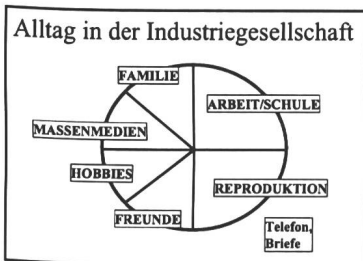 Alltag in der Industriegesellschaft
FAMILIE
ARBEIT/SCHULE
MASSENMEDIEN
HOBBIES
REPRODUKTION
FREUNDE
Telefon,
Briefe